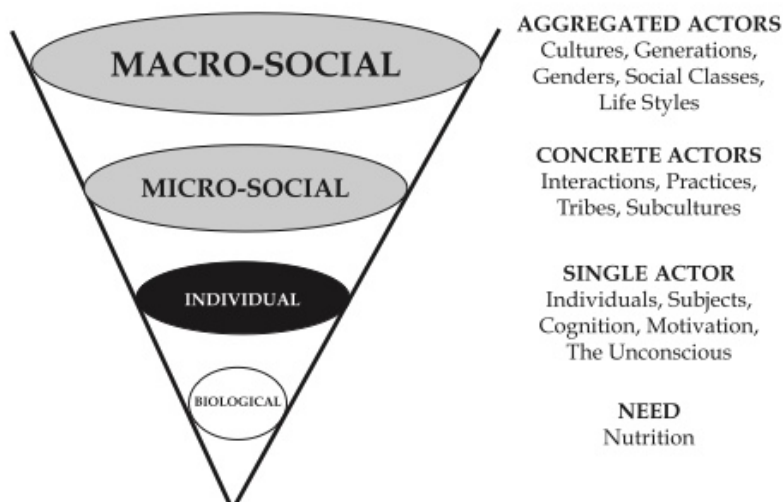 MACRO-SOCIAL
AGGREGATED ACTORS
Cultures, Generations,
Genders, Social Classes,
Life Styles
MICRO-SOCIAL
CONCRETE ACTORS
Interactions, Practices,
Tribes, Subcultures
INDIVIDUAL
SINGLE ACTOR
Individuals, Subjects,
Cognition, Motivation,
The Unconscious
BIOLOGICAL
NEED
Nutrition